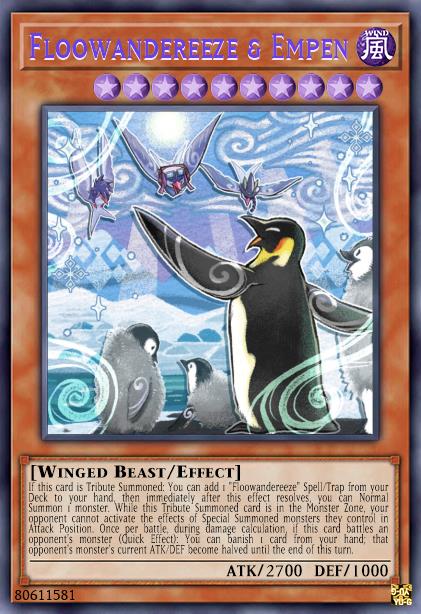 Floowandereeze & Empen
WIND
風
[Winged Beast/Effect]
If this card is Tribute Summoned: You can add 1 "Floowandereeze" Spell/Trap from your
Deck to your hand, then immediately after this effect resolves, you can Normal
Summon 1 monster. While this Tribute Summoned card is in the Monster Zone, your
opponent cannot activate the effects of Special Summoned monsters they control in
Attack Position. Once per battle, during damage calculation, if this card battles an
opponent's monster (Quick Effect): You can banish 1 card from your hand; that
opponent's monster's current ATK/DEF become halved until the end of this turn.
ATK/2700 DEF/1000
80611581